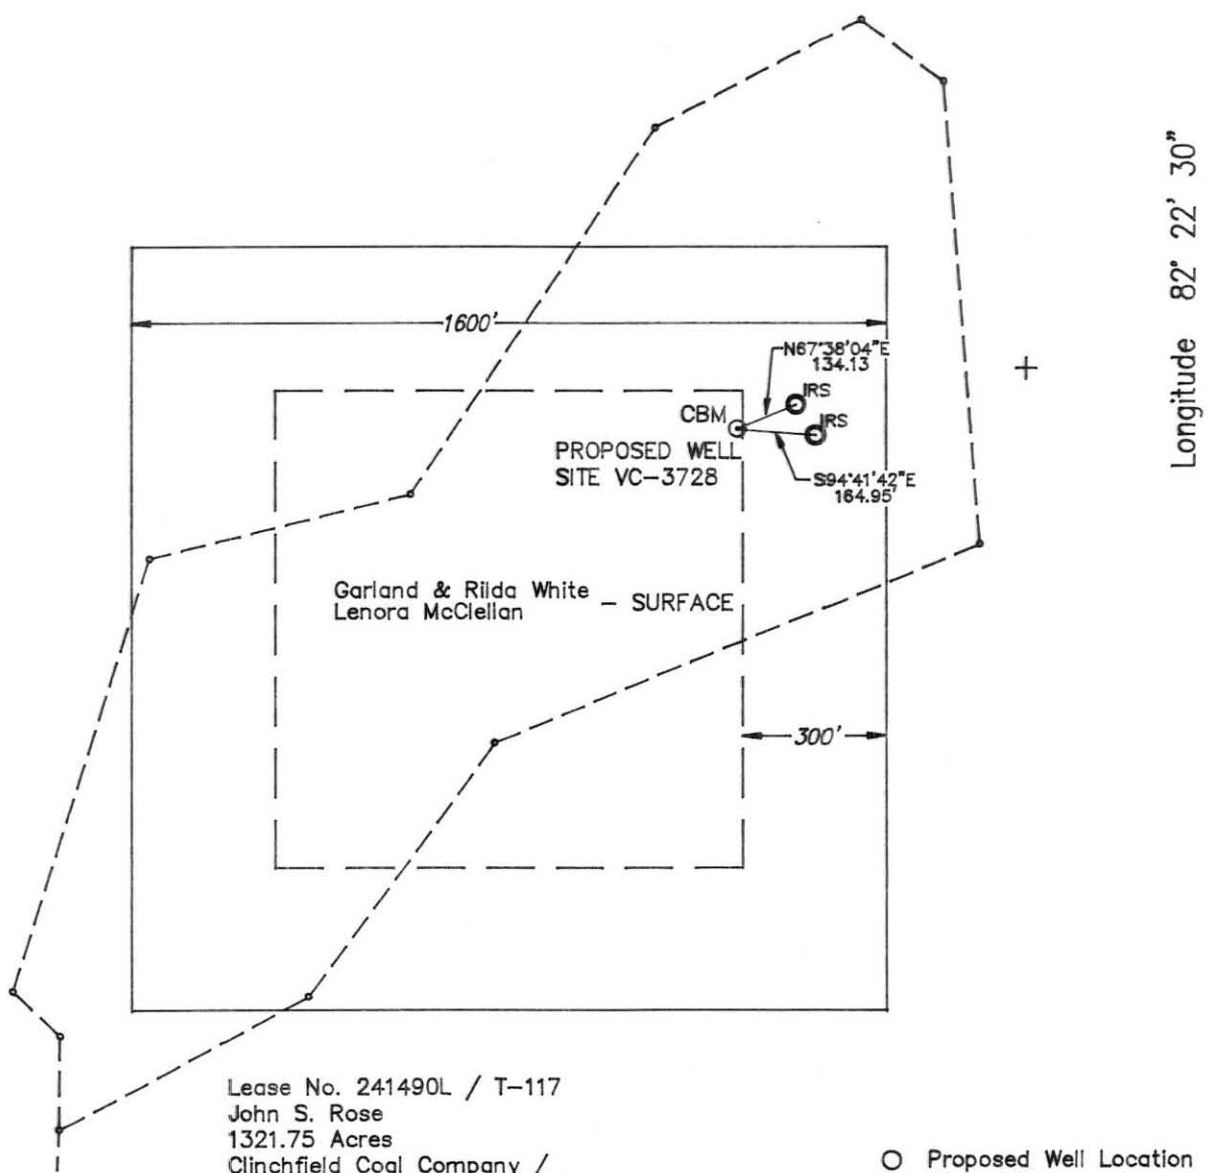 Longitude 82° 22' 30"
1600'
N67°38'04"E
134.13
IRS
CBM
IRS
PROPOSED WELL
SITE VC-3728
S94°41'42"E
164.95'
Garland & Rilda White
Lenora McClellan
- SURFACE
300'
Lease No. 241490L / T-117
John S. Rose
1321.75 Acres
Clinchfield Coal Company /
Proposed Well Location